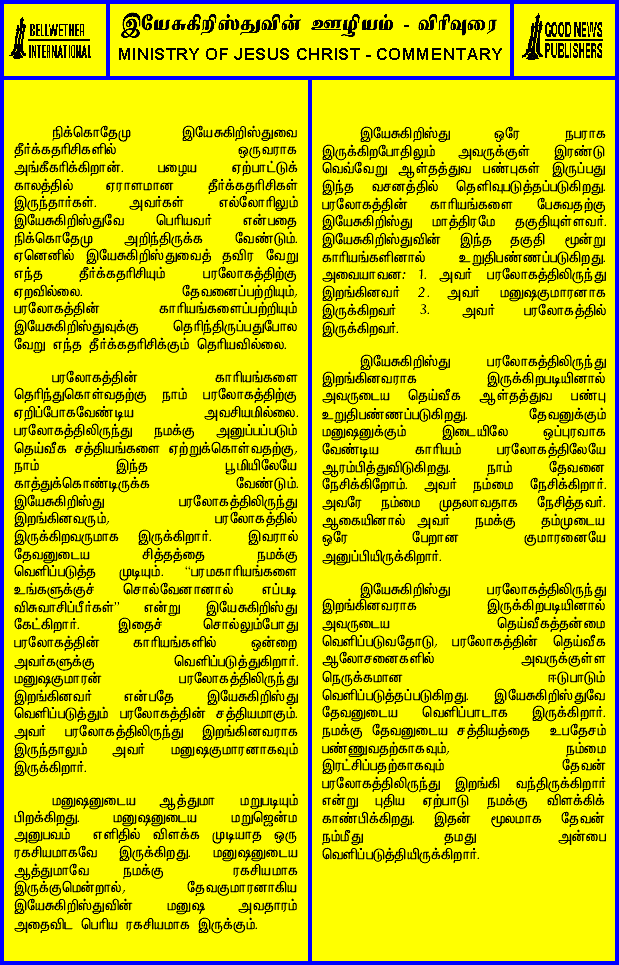 BELLWETHER
INTERNATIONAL
இயேசுகிறிஸ்துவின் ஊழியம் - விரிவுரை
MINISTRY OF JESUS CHRIST - COMMENTARY
GOOD NEWS
PUBLISHERS
நிக்கொதேமு இயேசுகிறிஸ்துவை
தீர்க்கதரிசிகளில் ஒருவராக
அங்கீகரிக்கிறான். பழைய ஏற்பாட்டுக்
காலத்தில் ஏராளமான தீர்க்கதரிசிகள்
இருந்தார்கள். அவர்கள் எல்லோரிலும்
இயேசுகிறிஸ்துவே பெரியவர் என்பதை
நிக்கொதேமு அறிந்திருக்க வேண்டும்.
ஏனெனில் இயேசுகிறிஸ்துவைத் தவிர வேறு
எந்த தீர்க்கதரிசியும் பரலோகத்திற்கு
ஏறவில்லை. தேவனைப்பற்றியும்,
பரலோகத்தின் காரியங்களைப்பற்றியும்
இயேசுகிறிஸ்துவுக்கு தெரிந்திருப்பதுபோல
வேறு எந்த தீர்க்கதரிசிக்கும் தெரியவில்லை.
பரலோகத்தின் காரியங்களை
தெரிந்துகொள்வதற்கு நாம் பரலோகத்திற்கு
ஏறிப்போகவேண்டிய அவசியமில்லை.
பரலோகத்திலிருந்து நமக்கு அனுப்பப்படும்
தெய்வீக சத்தியங்களை ஏற்றுக்கொள்வதற்கு,
நாம் இந்த பூமியிலேயே
காத்துக்கொண்டிருக்க வேண்டும்.
இயேசுகிறிஸ்து பரலோகத்திலிருந்து
இறங்கினவரும், பரலோகத்தில்
இருக்கிறவருமாக இருக்கிறார். இவரால்
தேவனுடைய சித்தத்தை நமக்கு
வெளிப்படுத்த முடியும். “பரமகாரியங்களை
உங்களுக்குச் சொல்வேனானால் எப்படி
விசுவாசிப்பீர்கள்” என்று இயேசுகிறிஸ்து
கேட்கிறார். இதைச் சொல்லும்போது
பரலோகத்தின் காரியங்களில் ஒன்றை
அவர்களுக்கு வெளிப்படுத்துகிறார்.
மனுஷகுமாரன் பரலோகத்திலிருந்து
இறங்கினவர் என்பதே இயேசுகிறிஸ்து
வெளிப்படுத்தும் பரலோகத்தின் சத்தியமாகும்.
அவர் பரலோகத்திலிருந்து இறங்கினவராக
இருந்தாலும் அவர் மனுஷகுமாரனாகவும்
இருக்கிறார்.
மனுஷனுடைய ஆத்துமா மறுபடியும்
பிறக்கிறது. மனுஷனுடைய மறுஜென்ம
அனுபவம் எளிதில் விளக்க முடியாத ஒரு
ரகசியமாகவே இருக்கிறது. மனுஷனுடைய
ஆத்துமாவே நமக்கு ரகசியமாக
இருக்குமென்றால், தேவகுமாரனாகிய
இயேசுகிறிஸ்துவின் மனுஷ அவதாரம்
அதைவிட பெரிய ரகசியமாக இருக்கும்.
இயேசுகிறிஸ்து ஒரே நபராக
இருக்கிறபோதிலும் அவருக்குள் இரண்டு
வெவ்வேறு ஆள்தத்துவ பண்புகள் இருப்பது
இந்த வசனத்தில் தெளிவுபடுத்தப்படுகிறது.
பரலோகத்தின் காரியங்களை பேசுவதற்கு
இயேசுகிறிஸ்து மாத்திரமே தகுதியுள்ளவர்.
இயேசுகிறிஸ்துவின் இந்த தகுதி மூன்று
காரியங்களினால் உறுதிபண்ணப்படுகிறது.
அவையாவன: 1. அவர் பரலோகத்திலிருந்து
இறங்கினவர் 2. அவர் மனுஷகுமாரனாக
இருக்கிறவர் 3. அவர் பரலோகத்தில்
இருக்கிறவர்.
இயேசுகிறிஸ்து பரலோகத்திலிருந்து
இறங்கினவராக இருக்கிறபடியினால்
அவருடைய தெய்வீக ஆள்தத்துவ பண்பு
உறுதிபண்ணப்படுகிறது. தேவனுக்கும்
மனுஷனுக்கும் இடையிலே ஒப்புரவாக
வேண்டிய காரியம் பரலோகத்திலேயே
ஆரம்பித்துவிடுகிறது. நாம் தேவனை
நேசிக்கிறோம். அவர் நம்மை நேசிக்கிறார்.
அவரே நம்மை முதலாவதாக நேசித்தவர்.
ஆகையினால் அவர் நமக்கு தம்முடைய
ஒரே பேறான குமாரனையே
அனுப்பியிருக்கிறார்.
இயேசுகிறிஸ்து பரலோகத்திலிருந்து
இறங்கினவராக இருக்கிறபடியினால்
அவருடைய தெய்வீகத்தன்மை
வெளிப்படுவதோடு, பரலோகத்தின் தெய்வீக
ஆலோசனைகளில் அவருக்குள்ள
நெருக்கமான ஈடுபாடும்
வெளிப்படுத்தப்படுகிறது. இயேசுகிறிஸ்துவே
தேவனுடைய வெளிப்பாடாக இருக்கிறார்.
நமக்கு தேவனுடைய சத்தியத்தை உபதேசம்
பண்ணுவதற்காகவும், நம்மை
இரட்சிப்பதற்காகவும் தேவன்
பரலோகத்திலிருந்து இறங்கி வந்திருக்கிறார்
என்று புதிய ஏற்பாடு நமக்கு விளக்கிக்
காண்பிக்கிறது. இதன் மூலமாக தேவன்
நம்மீது தமது அன்பை
வெளிப்படுத்தியிருக்கிறார்.